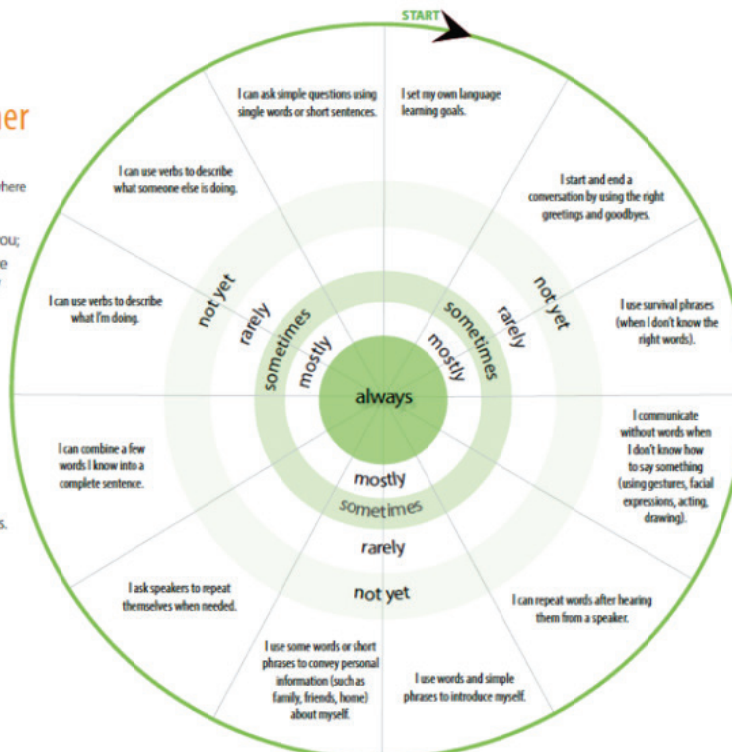 START
I set my own language
learning goals.
I start and end a
conversation by using the right
greetings and goodbyes.
I use survival phrases
(when I don't know the
right words).
I communicate
without words when
I don't know how
to say something
(using gestures, facial
expressions, acting,
drawing).
I can repeat words after hearing
them from a speaker.
I use words and simple
phrases to introduce myself.
I use some words or short
phrases to convey personal
information (such as
family, friends, home)
about myself.
I ask speakers to repeat
themselves when needed.
I can combine a few
words I know into a
complete sentence.
I can use verbs to describe
what I'm doing.
I can use verbs to describe
what someone else is doing.
I can ask simple questions using
single words or short sentences.
not yet
rarely
sometimes
mostly
always
mostly
sometimes
rarely
not yet
mostly
sometimes
rarely
not yet